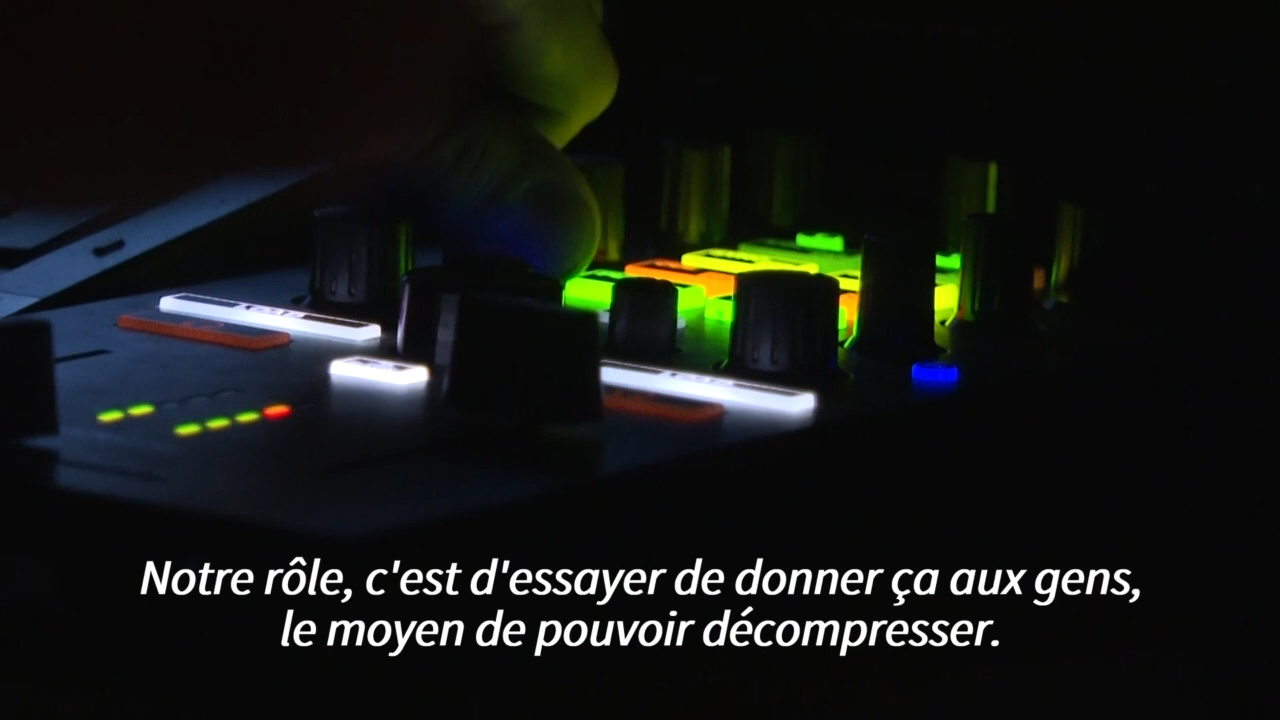 Notre rôle, c'est d'essayer de donner ça aux gens,
le moyen de pouvoir décompresser.